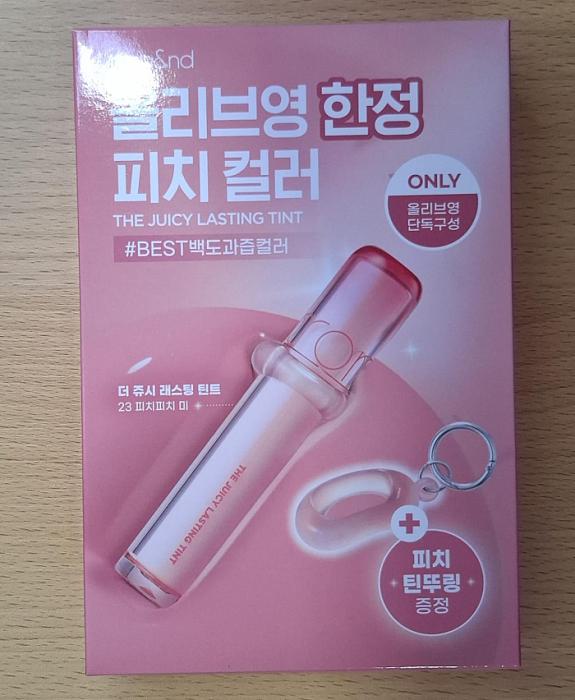 &nd
올리브영 한정
피치 컬러
THE JUICY LASTING TINT
#BEST백도과즙컬러
ONLY
올리브영
단독구성
더 쥬시 래스팅 틴트
23 피치피치 미
THE JUICY LASTING TINT
+
피치
틴뚜링
증정